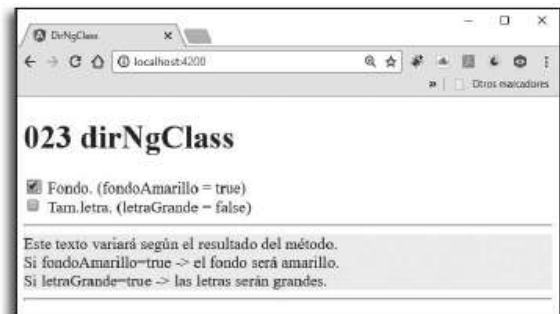 DirNgClass
localhost:4200
Otros marcadores
023 dirNgClass
Fondo. (fondoAmarillo = true)
Tam.letra. (letraGrande = false)
Este texto variará según el resultado del método.
Si fondoAmarillo=true -> el fondo será amarillo.
Si letraGrande=true -> las letras serán grandes.